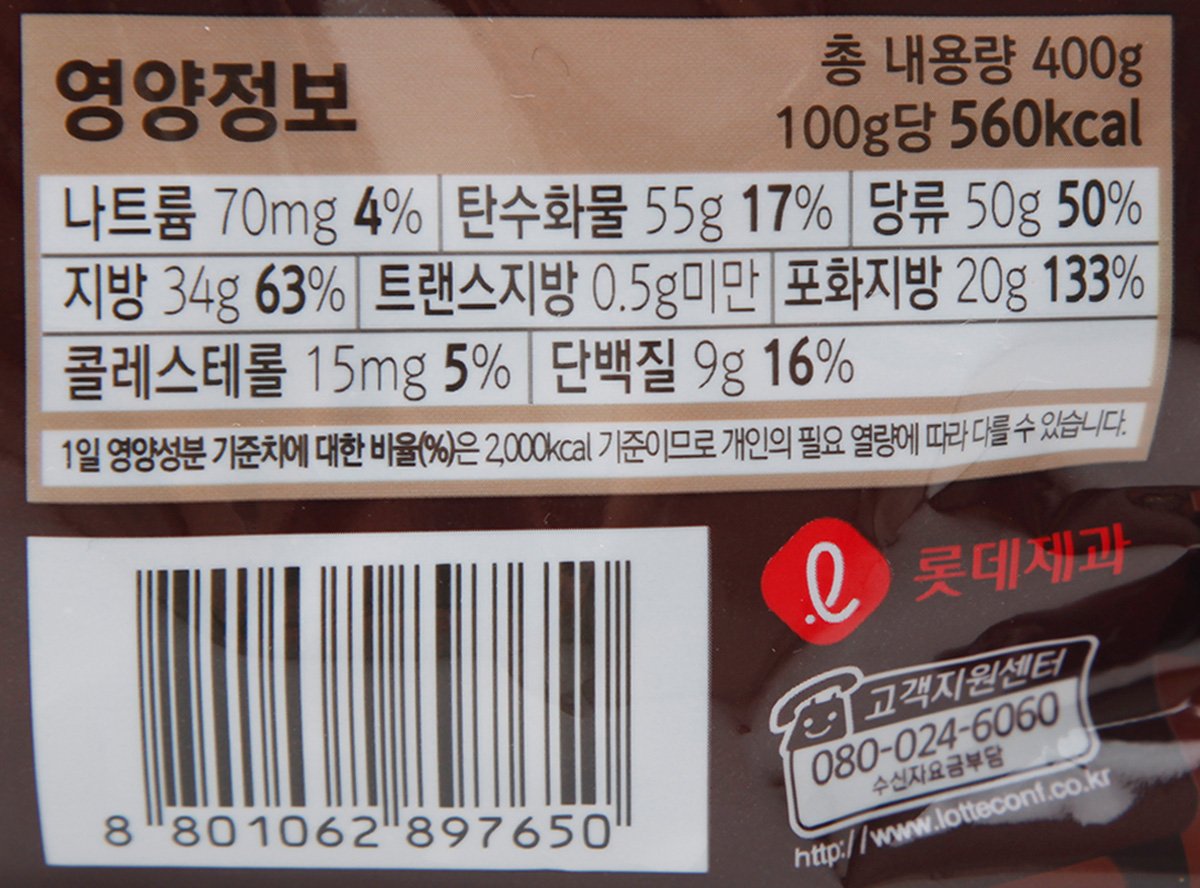 영양정보
총 내용량 400g
100g당 560kcal
나트륨 70mg 4% 탄수화물 55g 17% 당류 50g 50%
지방 34g 63% 트랜스지방 0.5g미만 포화지방 20g 133%
콜레스테롤 15mg 5% 단백질 9g 16%
1일 영양성분 기준치에 대한 비율(%)은 2,000kcal 기준이므로 개인의 필요 열량에 따라 다를 수 있습니다.
롯데제과
고객지원센터
080-024-6060
수신자요금부담
http://www.lotteconf.co.kr
8 801062 897650